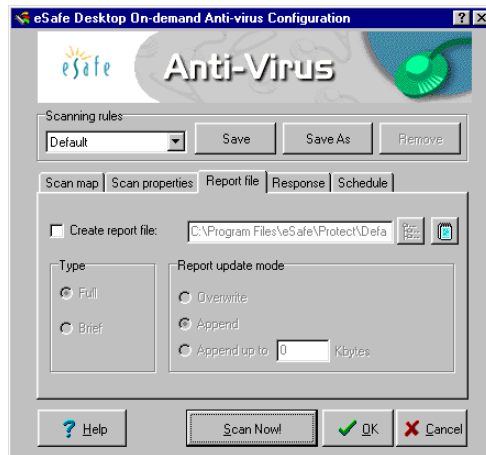 eSafe Desktop On-demand Anti-virus Configuration
eSafe
Anti-Virus
Scanning rules
Default
Save
Save As
Remove
Scan map
Scan properties
Report file
Response
Schedule
Create report file:
C:\Program Files\eSafe\Protect\Defa
Type
Report update mode
Full
Overwrite
Brief
Append
Append up to 0 Kbytes
Help
Scan Now!
OK
Cancel